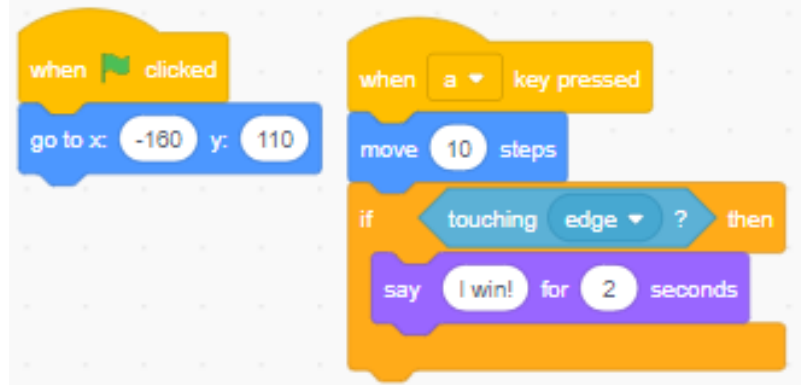 when clicked
go to x: -160 y: 110
when a key pressed
move 10 steps
if touching edge ? then
say I win! for 2 seconds